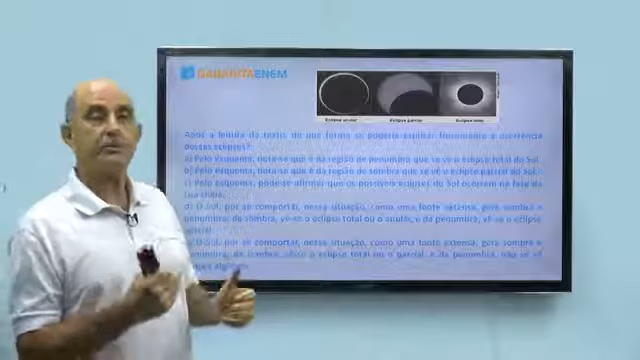 GABARITAENEM
Eclipse anular Eclipse parcial Eclipse total
Após a leitura do texto, de que forma se poderia explicar fisicamente a ocorrência
desses eclipses?
a) Pelo esquema, nota-se que é da região de penumbra que se vê o eclipse total do Sol.
b) Pelo esquema, nota-se que é da região de sombra que se vê o eclipse parcial do Sol.
c) Pelo esquema, pode-se afirmar que os possíveis eclipses do Sol ocorrem na fase da
lua cheia.
d) O Sol, por se comportar, nessa situação, como uma fonte extensa, gera sombra e
penumbra; da sombra, vê-se o eclipse total ou o anular, e da penumbra, vê-se o eclipse
parcial.
O Sol, por se comportar, nessa situação, como uma fonte extensa, gera sombra e
penumbra; da sombra, vê-se o eclipse total ou o parcial, e da penumbra, não se vê
eclipse algum.